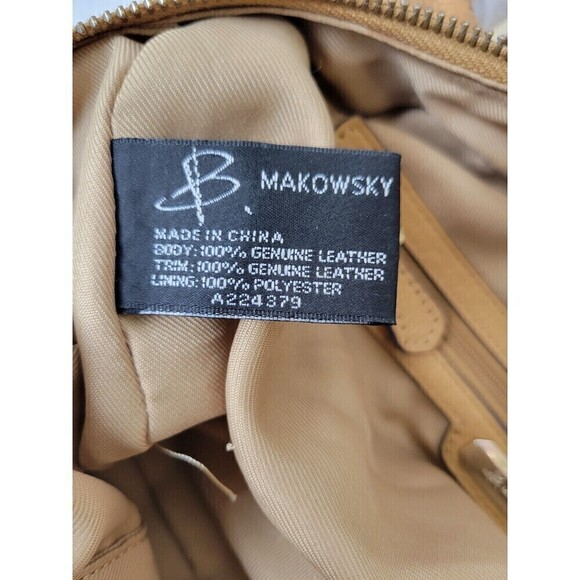 B. MAKOWSKY
MADE IN CHINA
BODY: 100% GENUINE LEATHER
TRIM: 100% GENUINE LEATHER
LINING: 100% POLYESTER
A224379